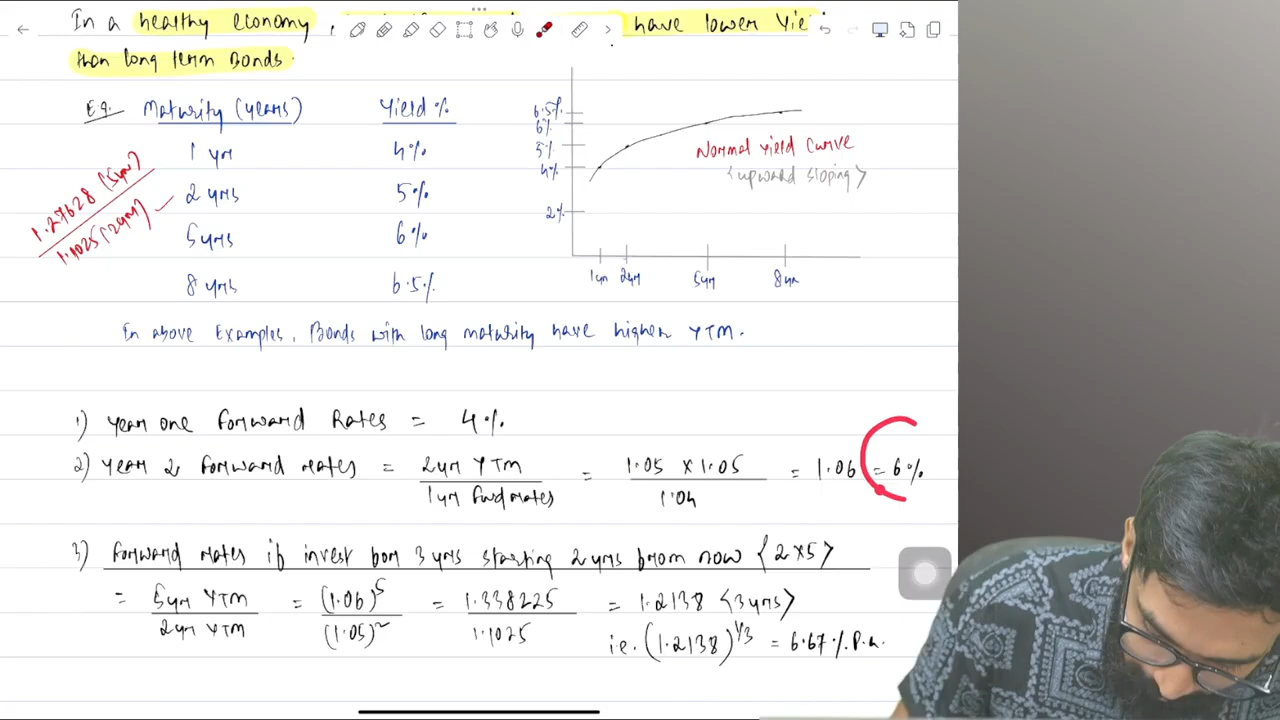 In a healthy economy, have lower Yie
than long term Bonds.
Eg. Maturity (years) Yield %
1 yr 4%
2 yrs 5%
5 yrs 6%
8 yrs 6.5%
1.27628 (5yr)
1.1025 (2yr)
6.5%
6%
5%
4%
2%
Normal yield curve
{upward sloping}
1yr 2yr 5yr 8yr
In above Examples, Bonds with long maturity have higher YTM.
1) Year one forward Rates = 4%
2) Year 2 forward rates = 2yr YTM / 1yr fwd rates = 1.05 x 1.05 / 1.04 = 1.06 = 6%
3) forward rates if invest for 3 yrs starting 2 yrs from now {2x5}
= 5yr YTM / 2yr YTM = (1.06)^5 / (1.05)^2 = 1.338225 / 1.1025 = 1.2138 {3yrs}
i.e. (1.2138)^1/3 = 6.67% P.a.